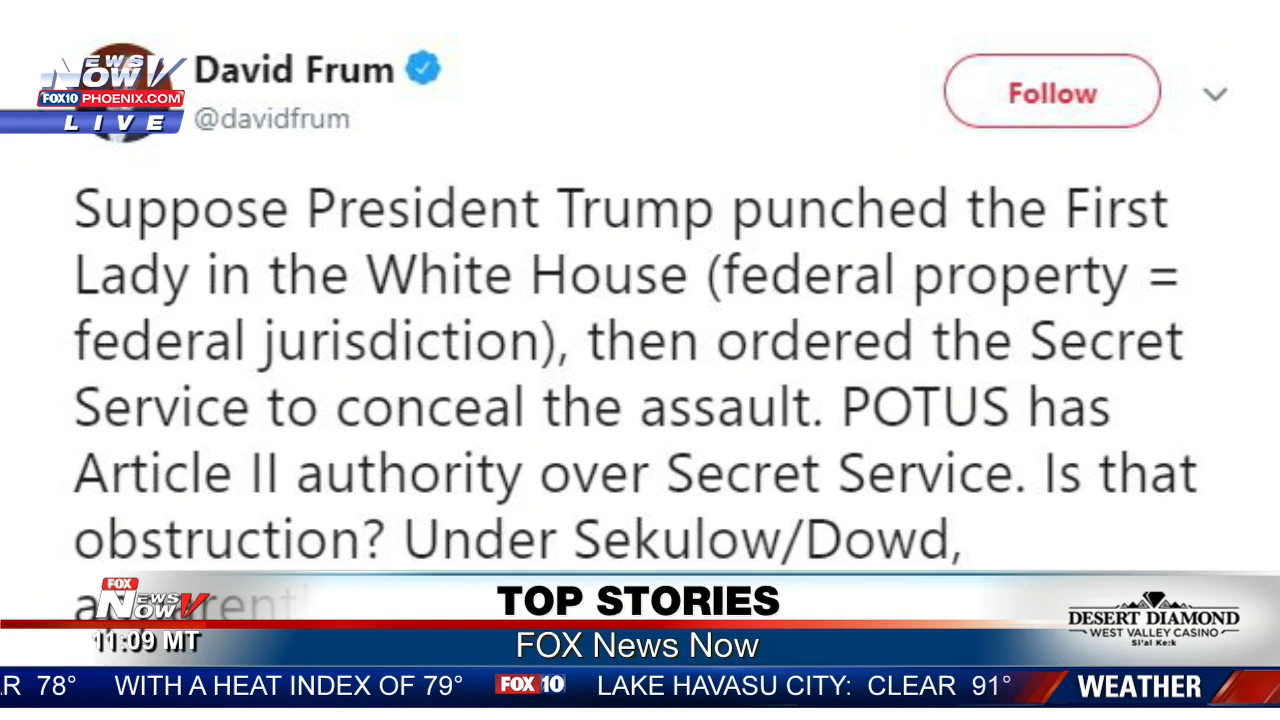 NEWS
NOW
FOX10 PHOENIX.COM
LIVE
David Frum
@davidfrum
Follow
Suppose President Trump punched the First
Lady in the White House (federal property =
federal jurisdiction), then ordered the Secret
Service to conceal the assault. POTUS has
Article II authority over Secret Service. Is that
obstruction? Under Sekulow/Dowd,
FOX
NEWS
NOW
11:09 MT
TOP STORIES
FOX News Now
DESERT DIAMOND
WEST VALLEY CASINO
Si'al Ke:k
R 78° WITH A HEAT INDEX OF 79° FOX 10 LAKE HAVASU CITY: CLEAR 91° WEATHER